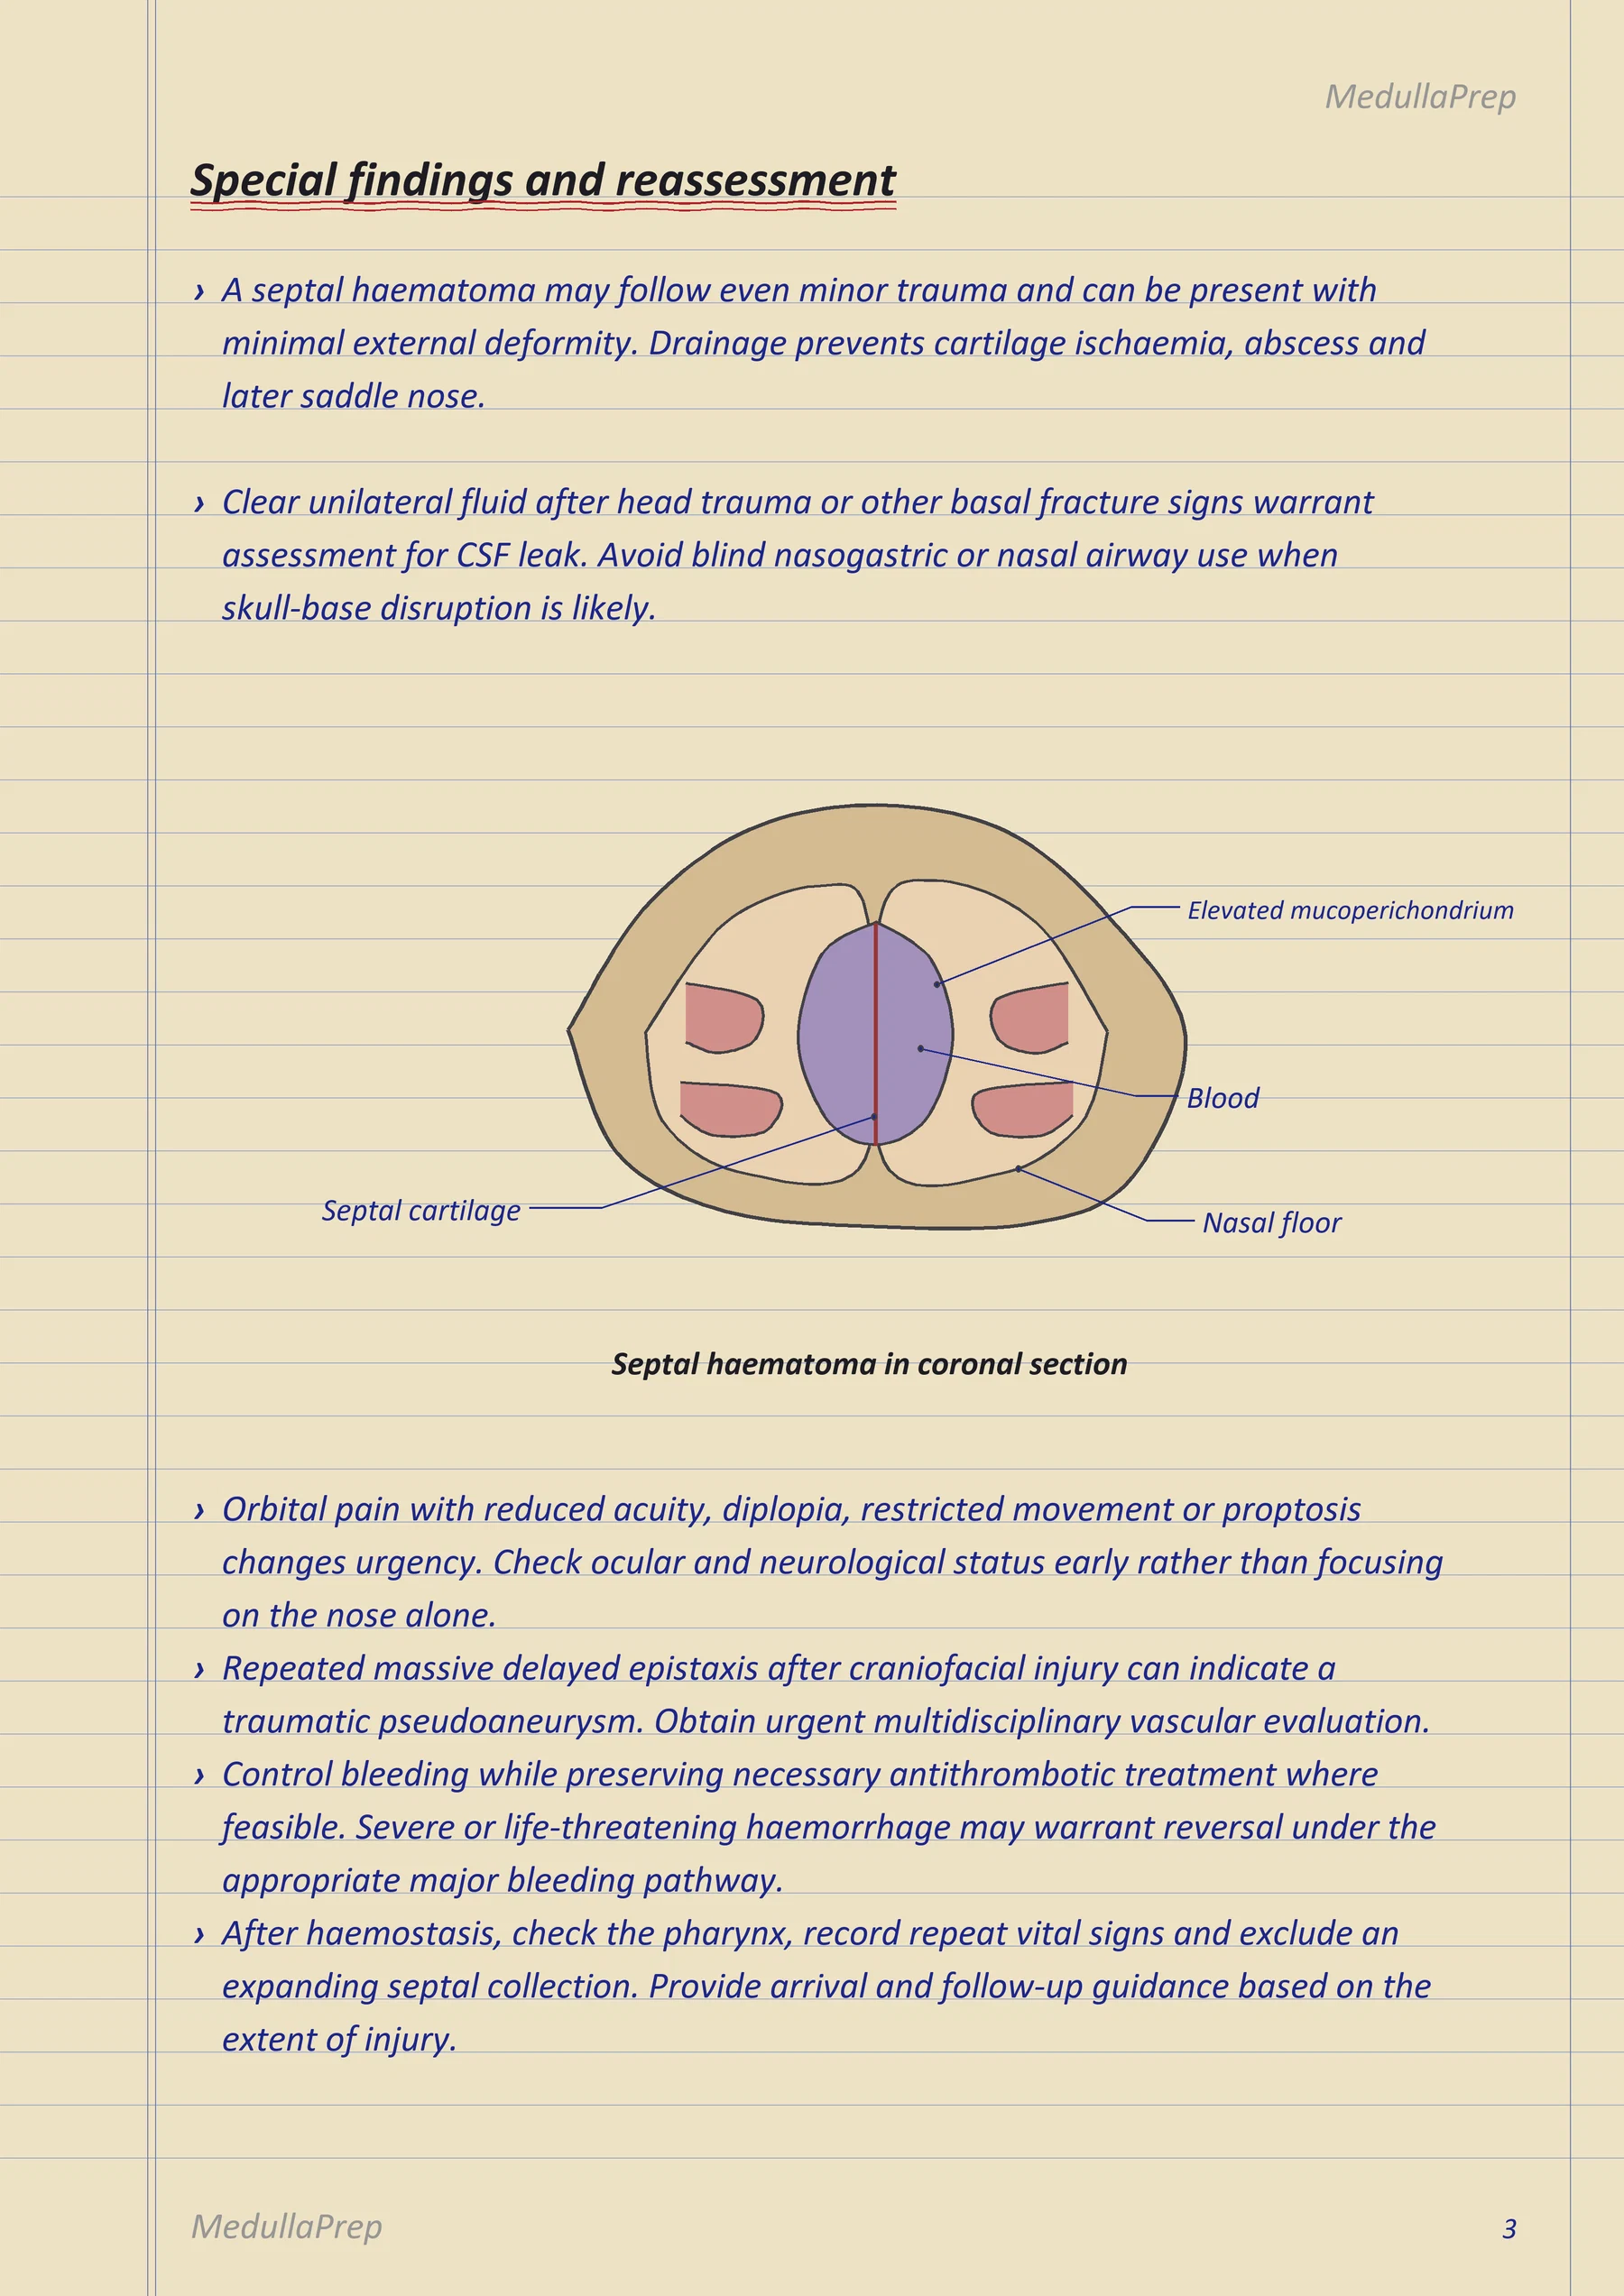 MedullaPrep
Special findings and reassessment
› A septal haematoma may follow even minor trauma and can be present with
minimal external deformity. Drainage prevents cartilage ischaemia, abscess and
later saddle nose.
› Clear unilateral fluid after head trauma or other basal fracture signs warrant
assessment for CSF leak. Avoid blind nasogastric or nasal airway use when
skull-base disruption is likely.
Elevated mucoperichondrium
Blood
Septal cartilage
Nasal floor
Septal haematoma in coronal section
› Orbital pain with reduced acuity, diplopia, restricted movement or proptosis
changes urgency. Check ocular and neurological status early rather than focusing
on the nose alone.
› Repeated massive delayed epistaxis after craniofacial injury can indicate a
traumatic pseudoaneurysm. Obtain urgent multidisciplinary vascular evaluation.
› Control bleeding while preserving necessary antithrombotic treatment where
feasible. Severe or life-threatening haemorrhage may warrant reversal under the
appropriate major bleeding pathway.
› After haemostasis, check the pharynx, record repeat vital signs and exclude an
expanding septal collection. Provide arrival and follow-up guidance based on the
extent of injury.
MedullaPrep
3